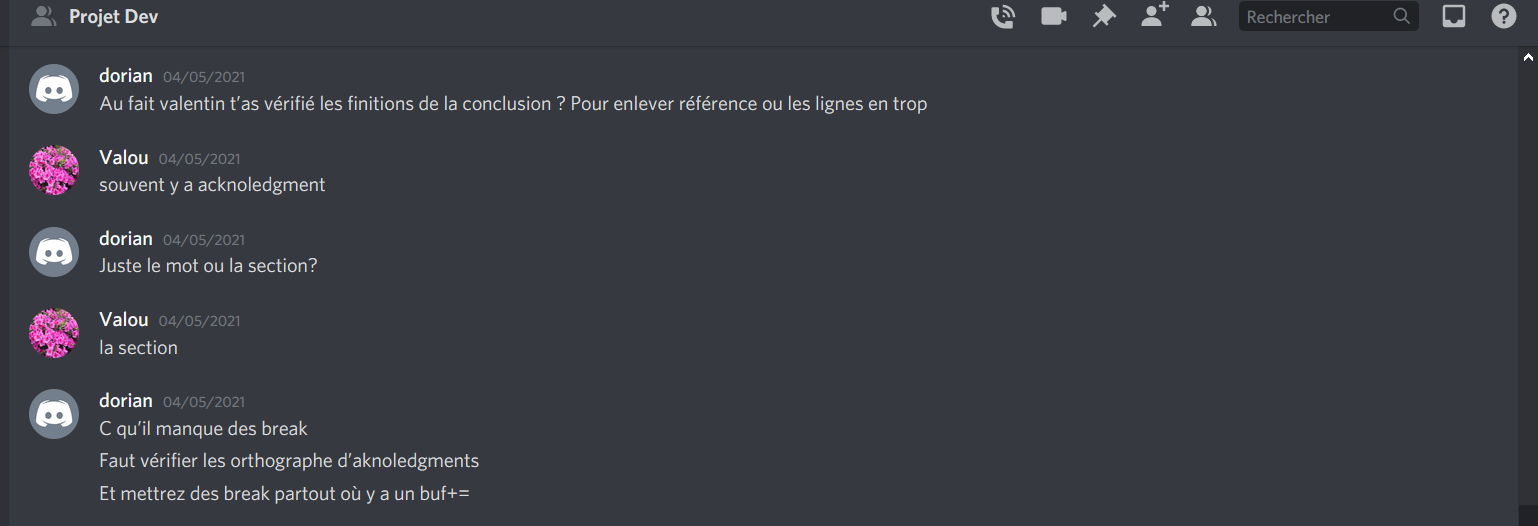 Projet Dev
Rechercher
dorian 04/05/2021
Au fait valentin t’as vérifié les finitions de la conclusion ? Pour enlever référence ou les lignes en trop
Valou 04/05/2021
souvent y a acknoledgment
dorian 04/05/2021
Juste le mot ou la section?
Valou 04/05/2021
la section
dorian 04/05/2021
C qu’il manque des break
Faut vérifier les orthographe d’aknoledgments
Et mettrez des break partout où y a un buf+=